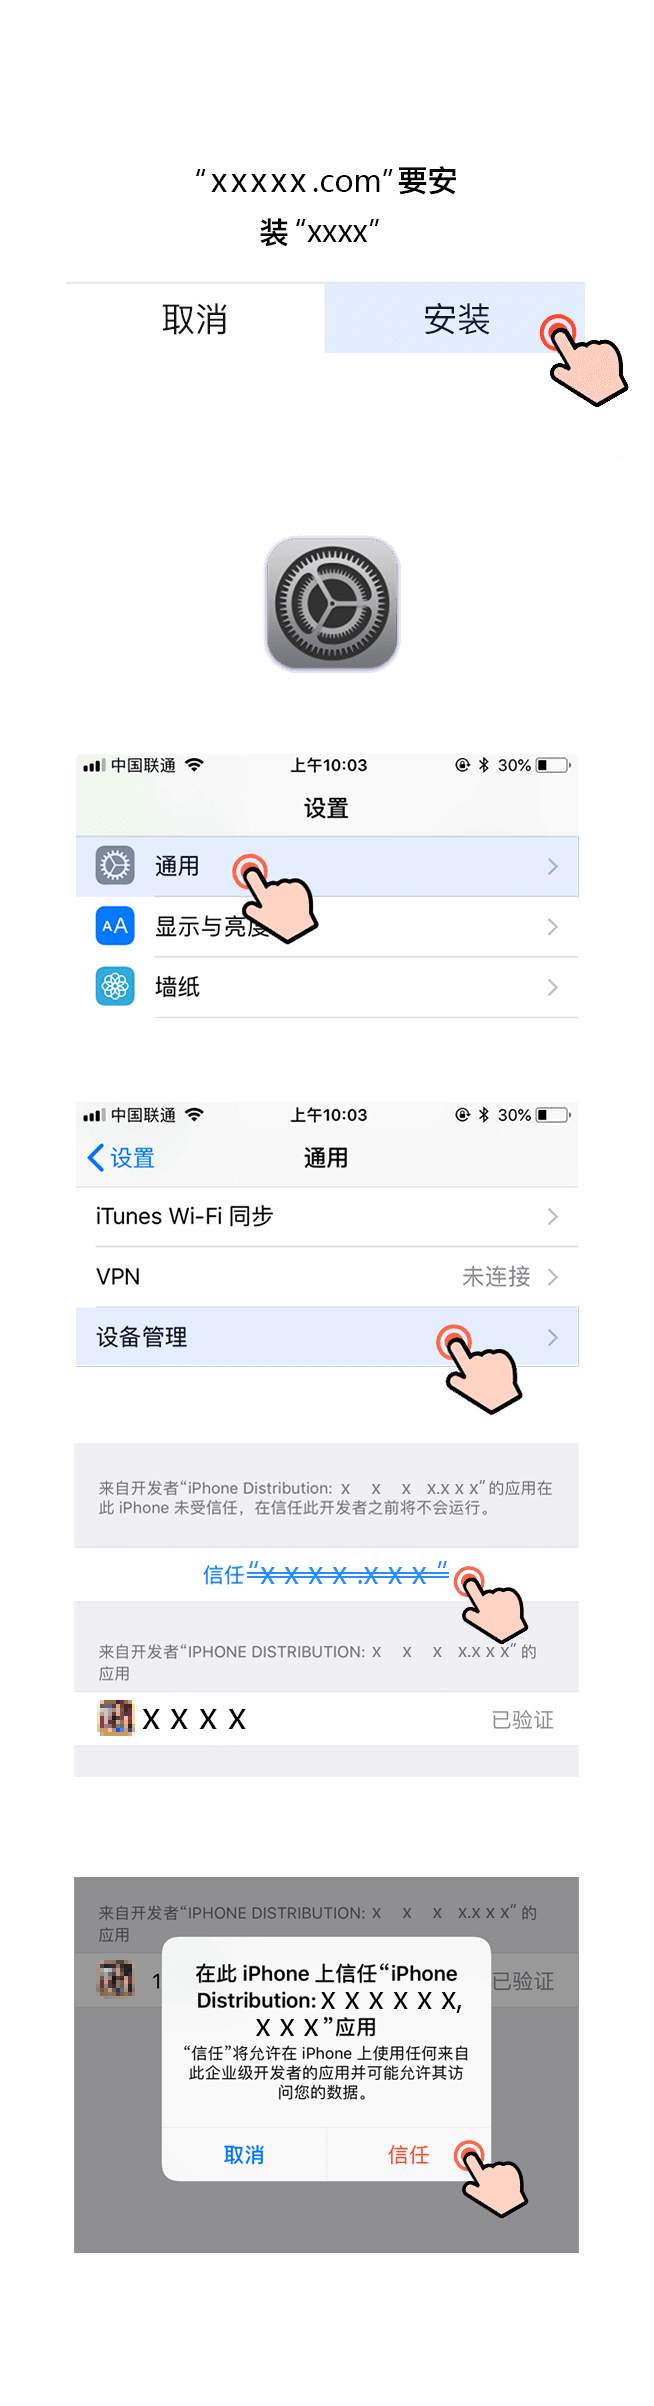 “xxxxx.com”要安
装“xxxx”
取消 安装
中国联通 上午10:03 30%
设置
通用
AA 显示与亮度
墙纸
中国联通 上午10:03 30%
设置 通用
iTunes Wi-Fi 同步
VPN 未连接
设备管理
来自开发者“iPhone Distribution: x x x x.x x x”的应用在
此 iPhone 未受信任，在信任此开发者之前将不会运行。
信任“x x x x .x x x ”
来自开发者“IPHONE DISTRIBUTION: x x x x.x x x” 的
应用
X X X X 已验证
来自开发者“IPHONE DISTRIBUTION: x x x x.x x x” 的
应用
1 已验证
在此 iPhone 上信任“iPhone
Distribution: X X X X X X,
X X X”应用
“信任”将允许在 iPhone 上使用任何来自
此企业级开发者的应用并可能允许其访
问您的数据。
取消 信任